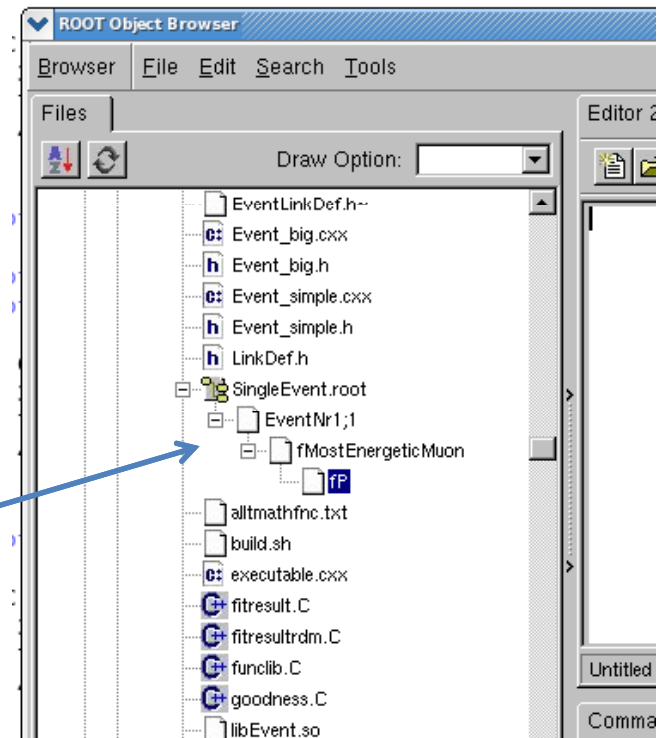 ROOT Object Browser
Browser File Edit Search Tools
Files
Editor 2
Draw Option:
EventLinkDef.h~
Event_big.cxx
Event_big.h
Event_simple.cxx
Event_simple.h
LinkDef.h
SingleEvent.root
EventNr1;1
fMostEnergeticMuon
fP
alltmathfnc.txt
build.sh
executable.cxx
fitresult.C
fitresultrdm.C
funclib.C
goodness.C
libEvent.so
Untitled
Comma